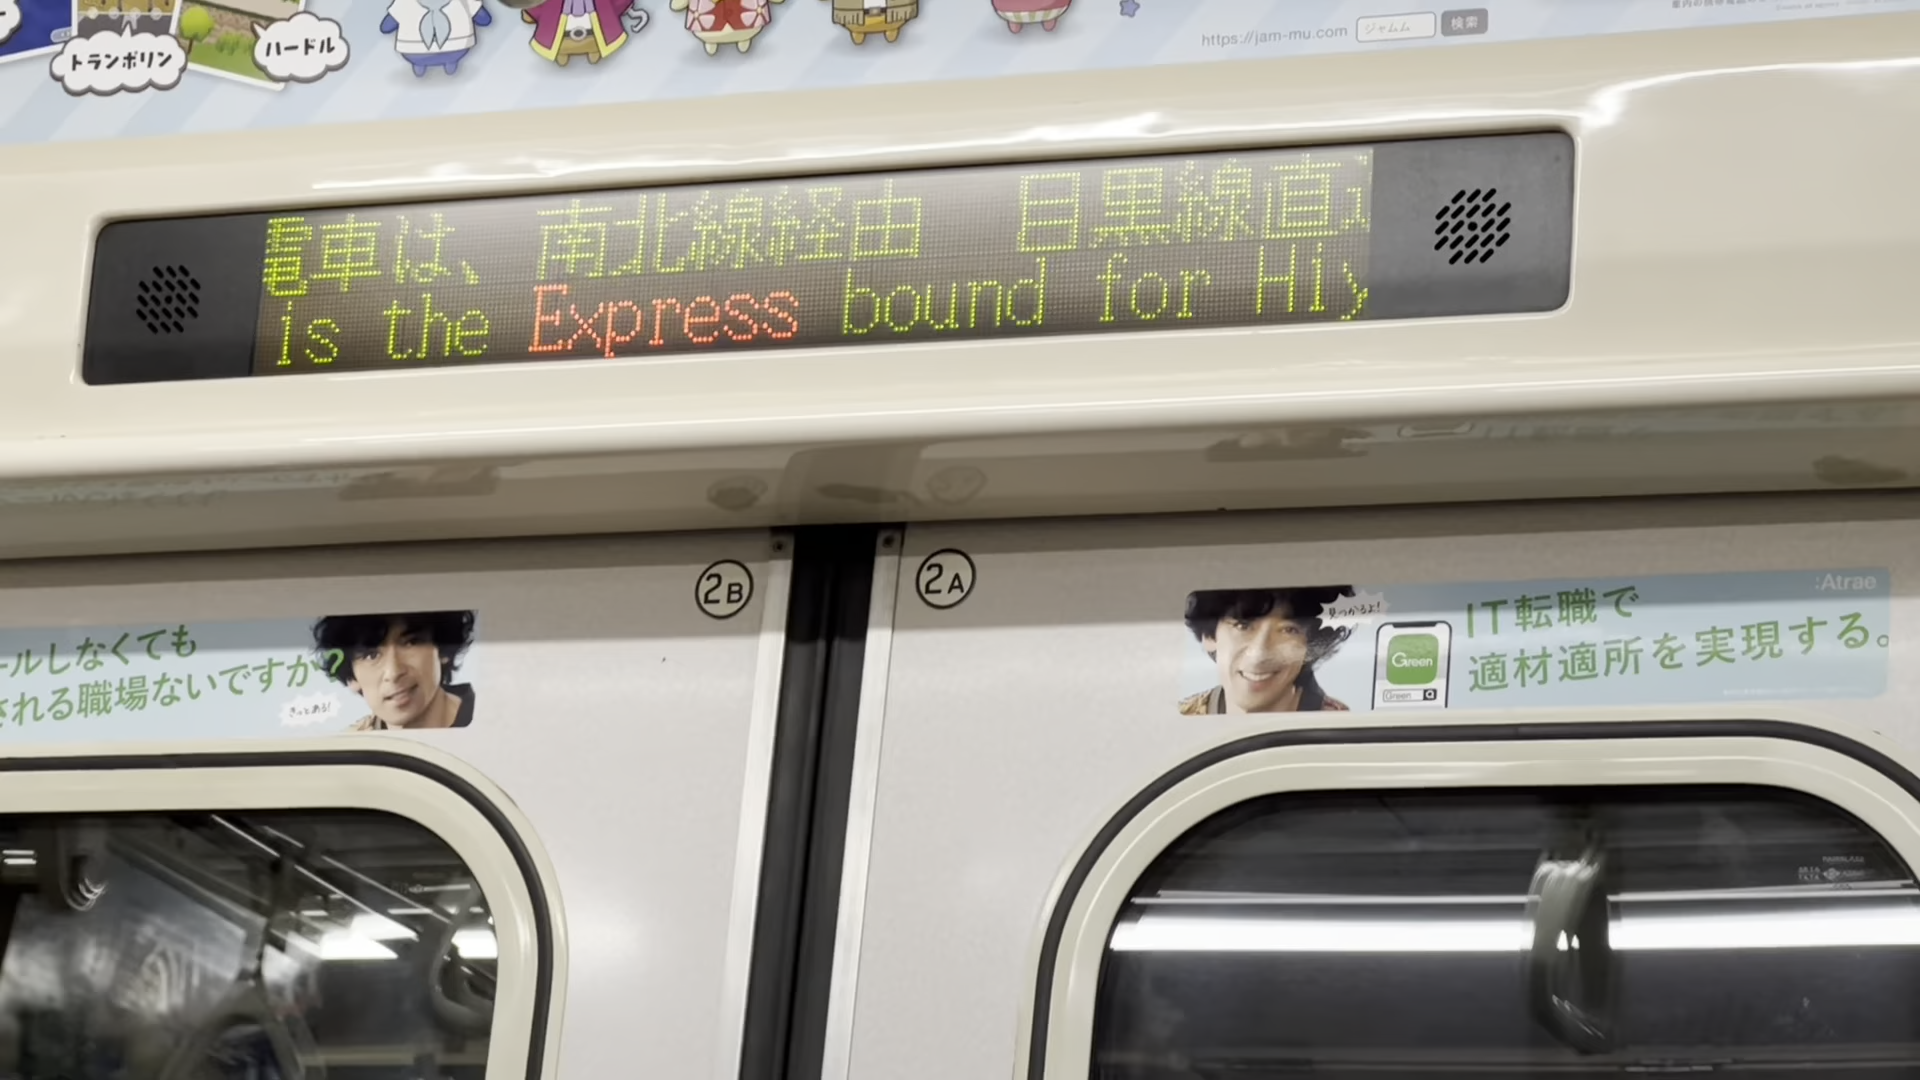 トランポリン
ハードル
https://jam-mu.com
ジャムム
検索
電車は、南北線経由 目黒線直
is the Express bound for Hiy
2B
2A
ールしなくても
される職場ないですか?
きっとある!
見つかるよ!
Green
Green
IT転職で
適材適所を実現する。
:Atrae